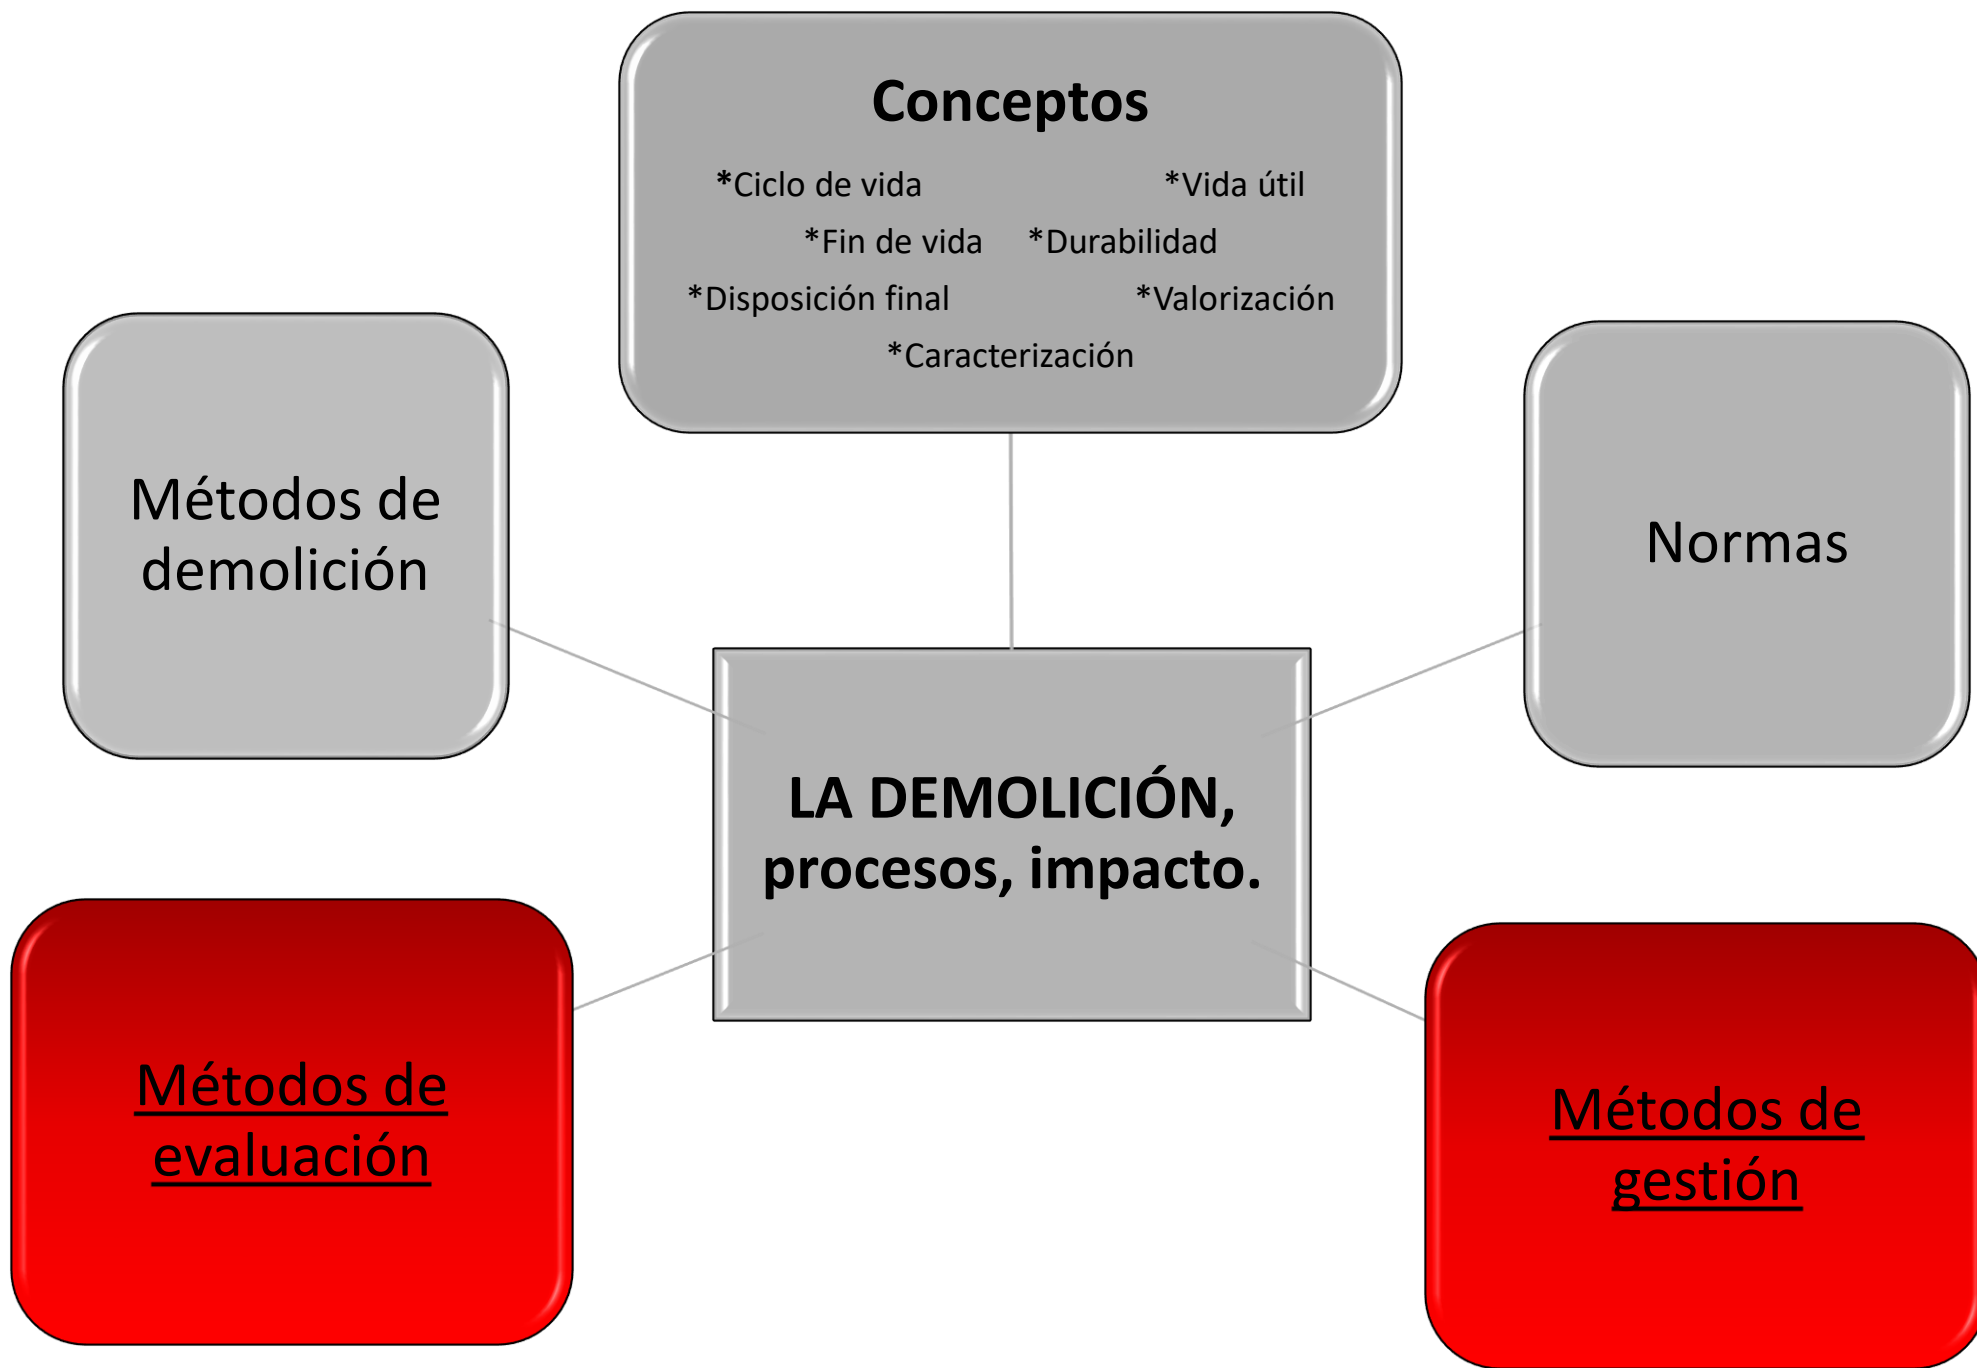 Conceptos
*Ciclo de vida *Vida útil
*Fin de vida *Durabilidad
*Disposición final *Valorización
*Caracterización
Métodos de
demolición
Normas
LA DEMOLICIÓN,
procesos, impacto.
Métodos de
evaluación
Métodos de
gestión